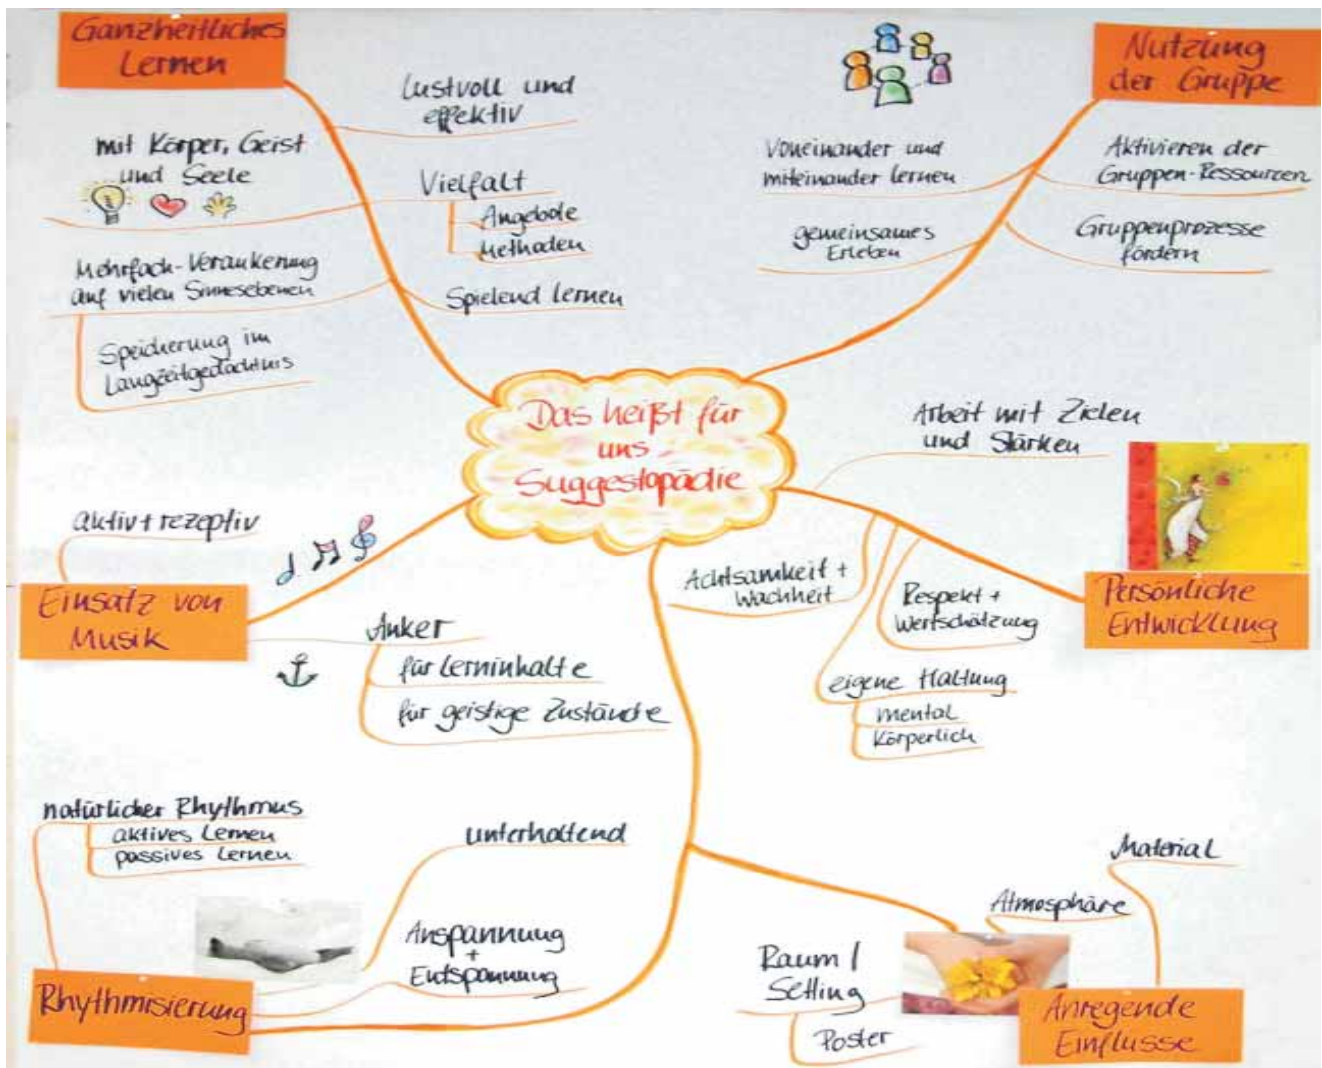 Das heißt für
uns
Suggestopädie
Ganzheitliches
Lernen
Lustvoll und
effektiv
mit Körper, Geist
und Seele
Vielfalt
Angebote
Methoden
Mehrfach-Verankerung
auf vielen Sinnesebenen
Speicherung im
Langzeitgedächtnis
Spielend lernen
Nutzung
der Gruppe
Voneinander und
miteinander lernen
Aktivieren der
Gruppen-Ressourcen
gemeinsames
Erleben
Gruppenprozesse
fördern
Arbeit mit Zielen
und Stärken
Achtsamkeit +
Wachheit
Respekt +
Wertschätzung
eigene Haltung
mental
körperlich
Persönliche
Entwicklung
aktiv + rezeptiv
Einsatz von
Musik
Anker
für Lerninhalte
für geistige Zustände
natürlicher Rhythmus
aktives Lernen
passives Lernen
unterhaltend
Anspannung
+
Entspannung
Rhythmisierung
Material
Atmosphäre
Raum /
Setting
Poster
Anregende
Einflüsse